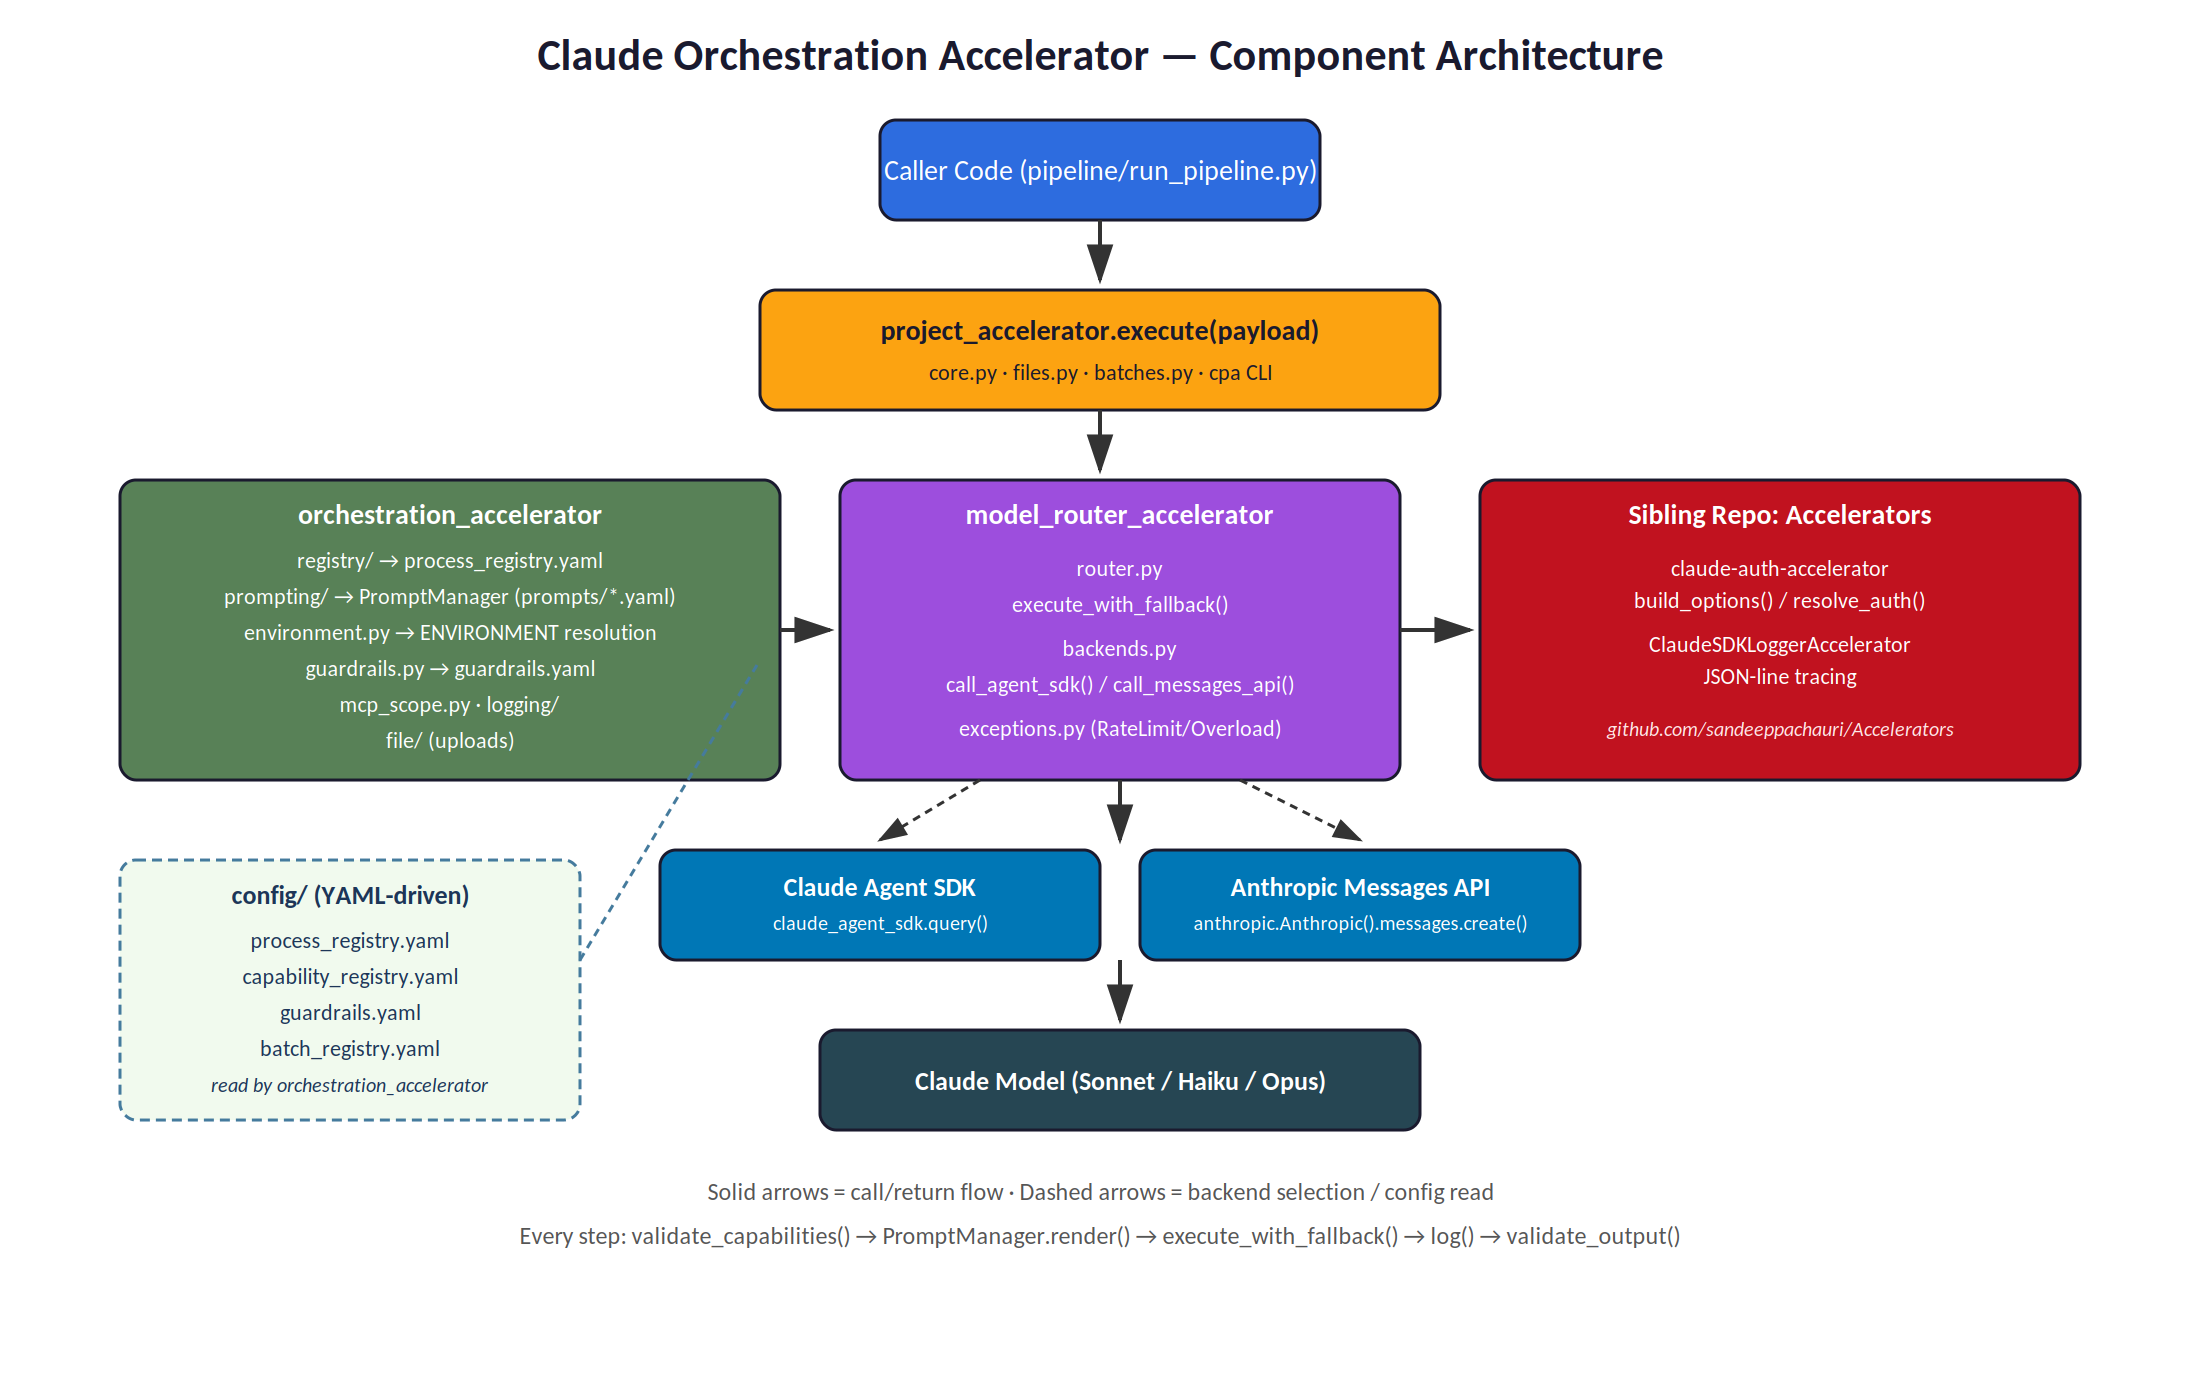 Claude Orchestration Accelerator — Component Architecture
Caller Code (pipeline/run_pipeline.py)
project_accelerator.execute(payload)
core.py · files.py · batches.py · cpa CLI
orchestration_accelerator
registry/ → process_registry.yaml
prompting/ → PromptManager (prompts/*.yaml)
environment.py → ENVIRONMENT resolution
guardrails.py → guardrails.yaml
mcp_scope.py · logging/
file/ (uploads)
model_router_accelerator
router.py
execute_with_fallback()
backends.py
call_agent_sdk() / call_messages_api()
exceptions.py (RateLimit/Overload)
Sibling Repo: Accelerators
claude-auth-accelerator
build_options() / resolve_auth()
ClaudeSDKLoggerAccelerator
JSON-line tracing
github.com/sandeeppachauri/Accelerators
config/ (YAML-driven)
process_registry.yaml
capability_registry.yaml
guardrails.yaml
batch_registry.yaml
read by orchestration_accelerator
Claude Agent SDK
claude_agent_sdk.query()
Anthropic Messages API
anthropic.Anthropic().messages.create()
Claude Model (Sonnet / Haiku / Opus)
Solid arrows = call/return flow · Dashed arrows = backend selection / config read
Every step: validate_capabilities() → PromptManager.render() → execute_with_fallback() → log() → validate_output()